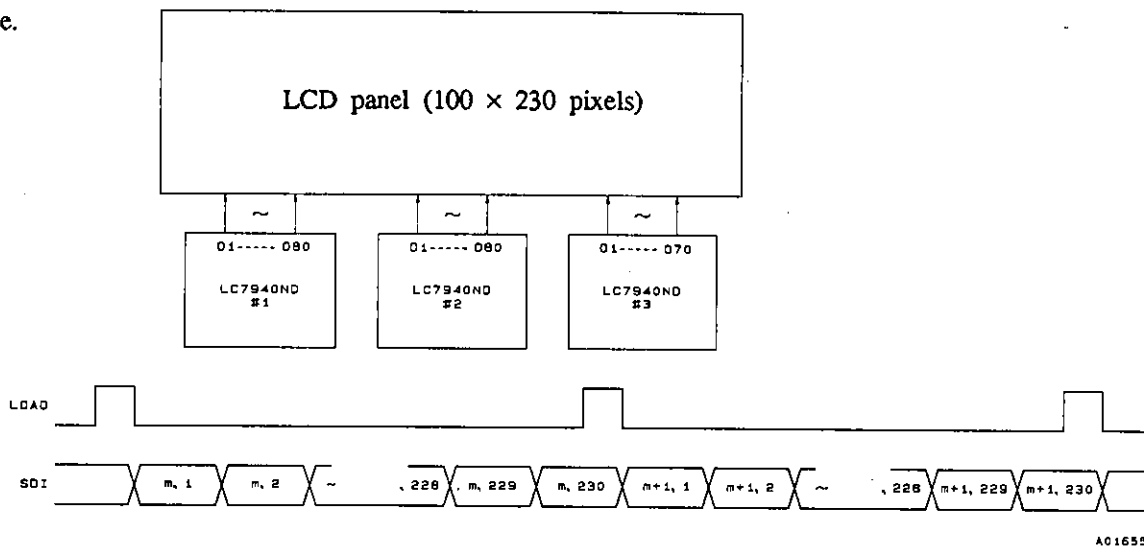 e.
LCD panel (100 × 230 pixels)
~ ~ ~
O1----- O80 O1----- O80 O1----- O70
LC7940ND LC7940ND LC7940ND
#1 #2 #3
LOAD
SDI m, 1 m, 2 ~ , 228 m, 229 m, 230 m+1, 1 m+1, 2 ~ , 228 m+1, 229 m+1, 230
A01655